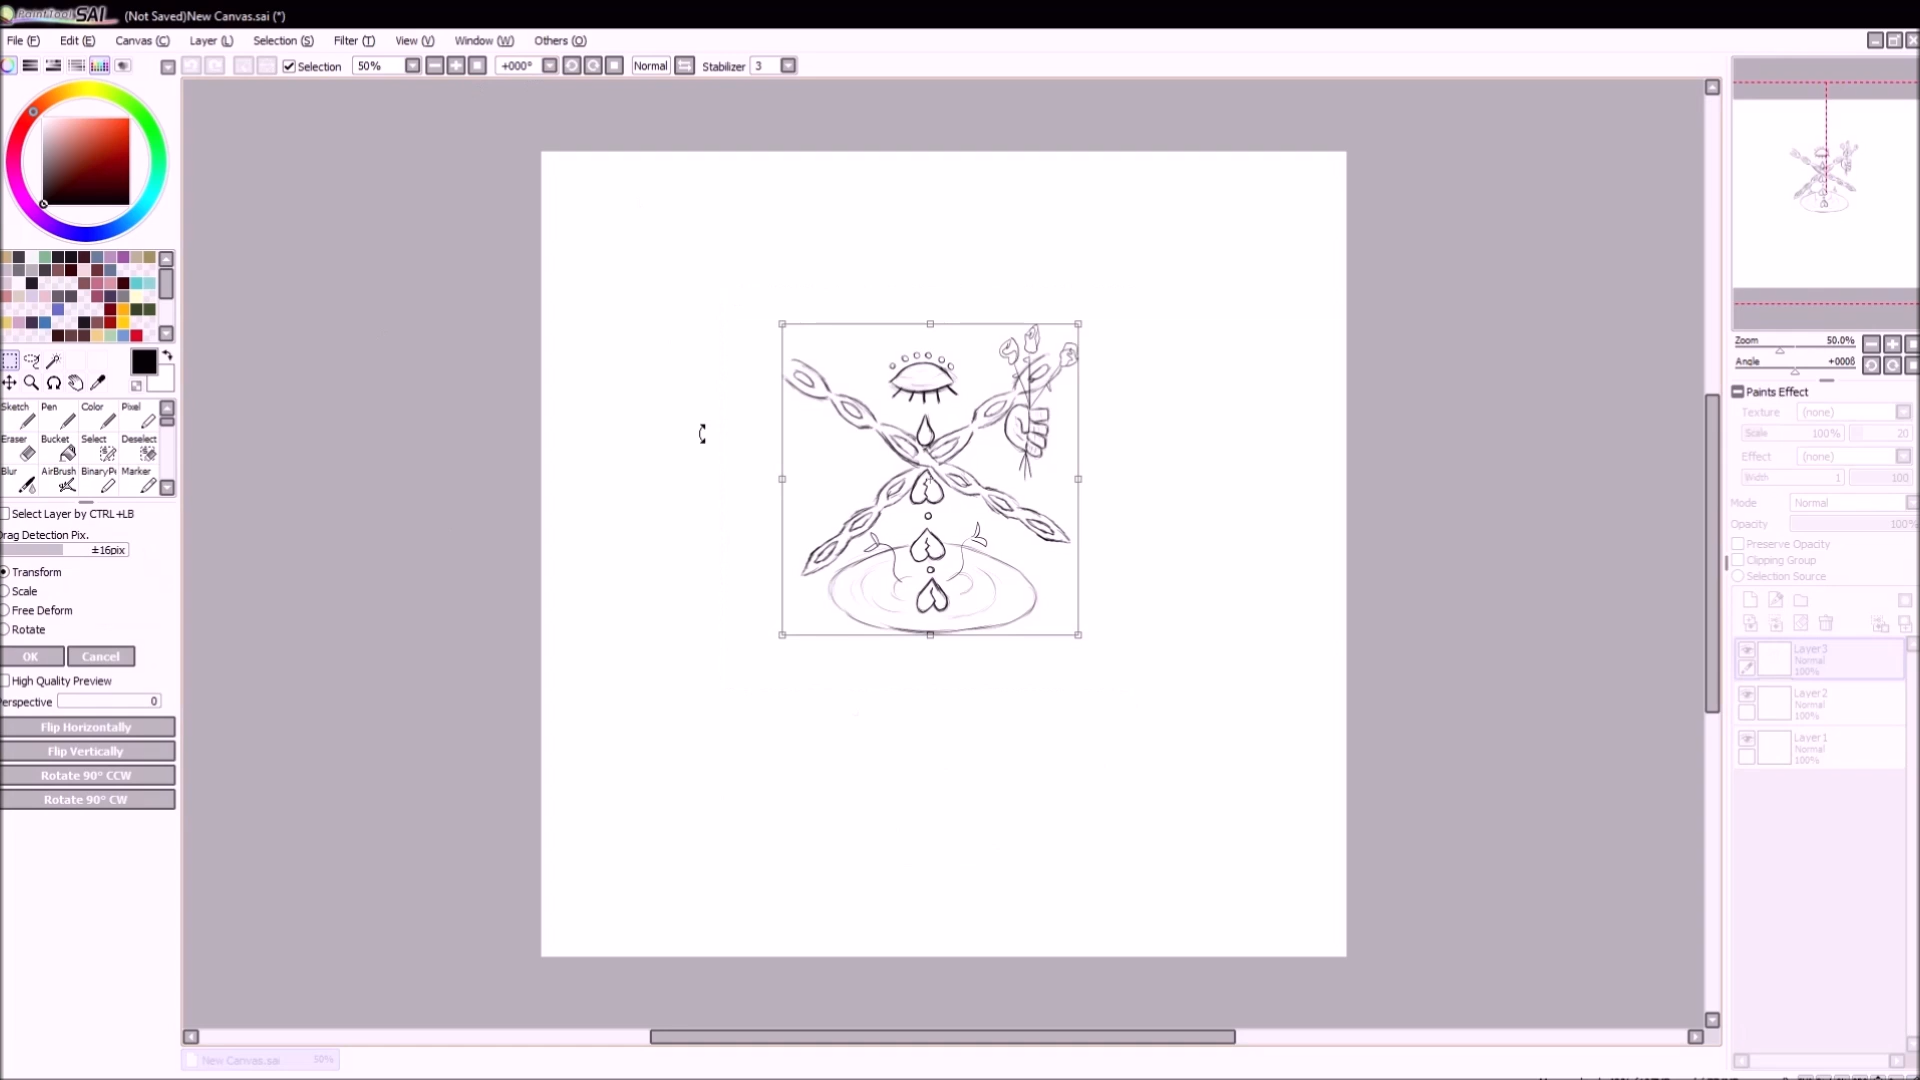 PaintTool SAI (Not Saved)New Canvas.sai (*)
File (F) Edit (E) Canvas (C) Layer (L) Selection (S) Filter (T) View (V) Window (W) Others (O)
Selection 50% +000° Normal Stabilizer 3
Zoom 50.0%
Angle +000ß
Paints Effect
Texture (none)
Scale 100% 20
Effect (none)
Width 1 100
Mode Normal
Opacity 100%
Preserve Opacity
Clipping Group
Selection Source
Layer3
Normal
100%
Layer2
Normal
100%
Layer1
Normal
100%
Sketch Pen Color Pixel
Eraser Bucket Select Deselect
Blur AirBrush BinaryPe Marker
Select Layer by CTRL+LB
Drag Detection Pix.
±16pix
Transform
Scale
Free Deform
Rotate
OK Cancel
High Quality Preview
Perspective 0
Flip Horizontally
Flip Vertically
Rotate 90° CCW
Rotate 90° CW
New Canvas.sai 50%